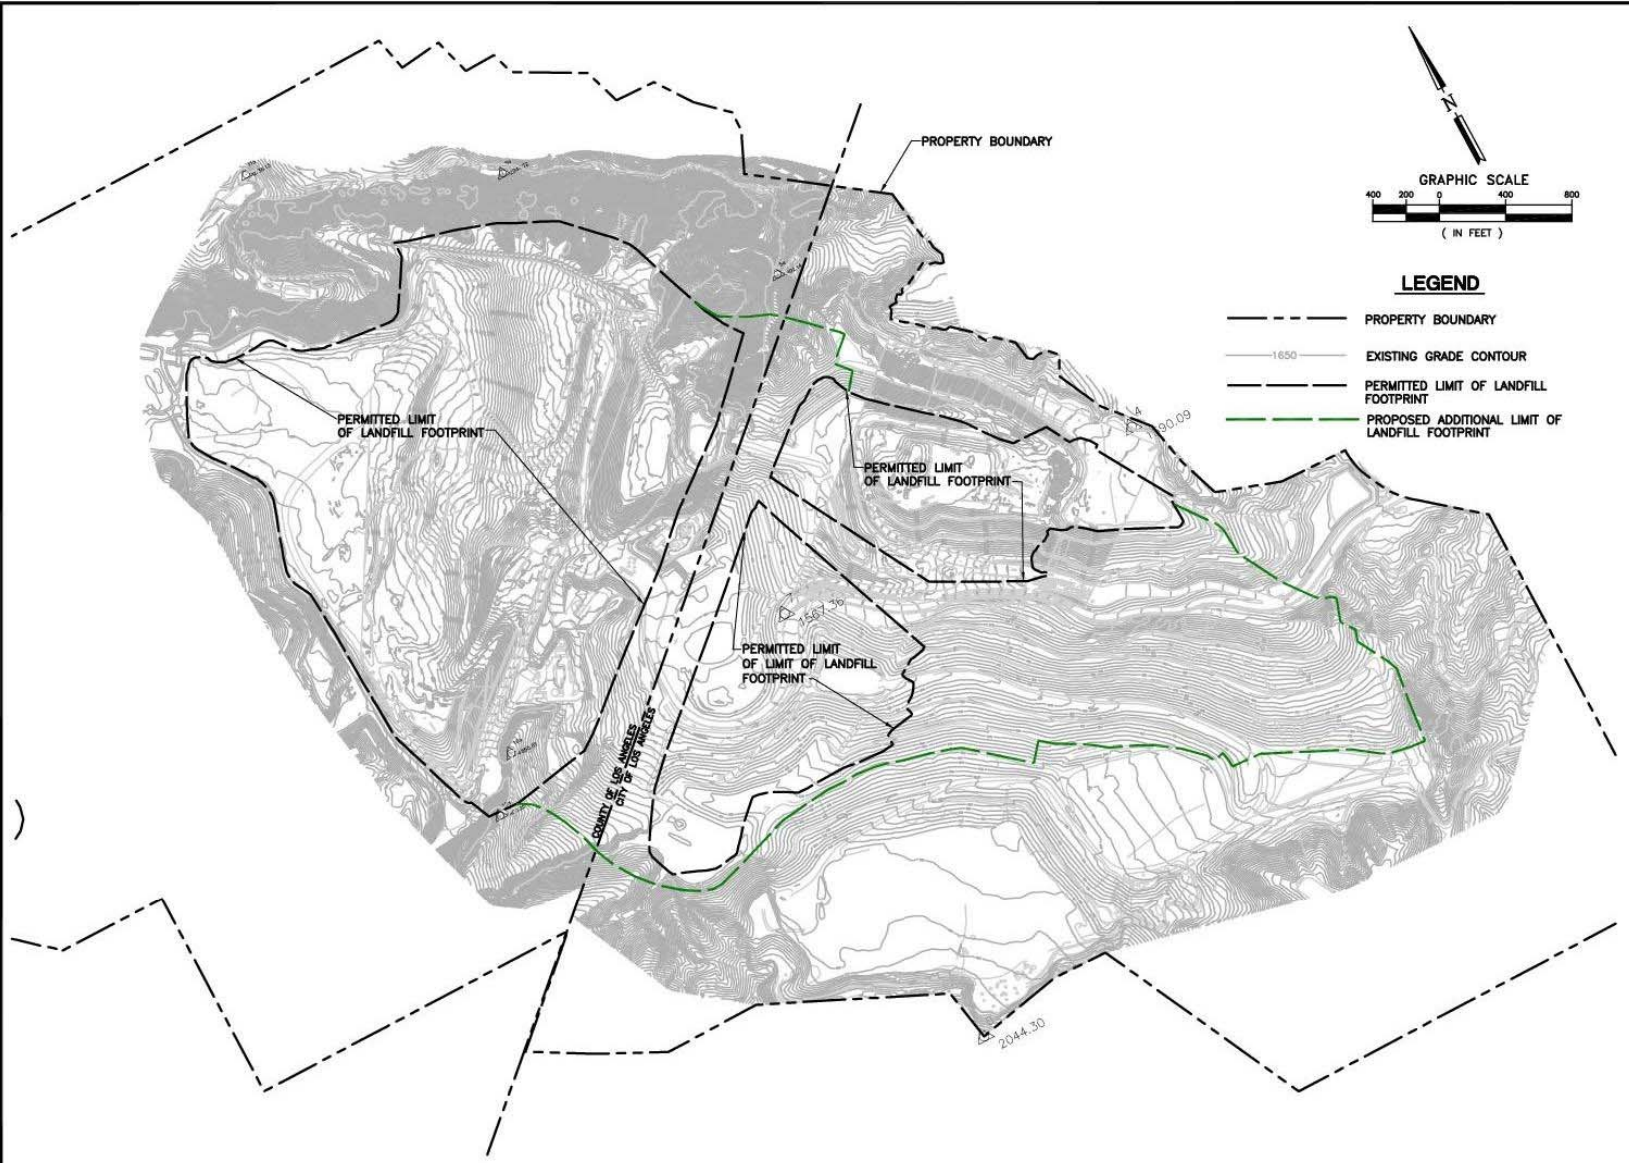 PROPERTY BOUNDARY
N
GRAPHIC SCALE
400 200 0 400 800
( IN FEET )
LEGEND
PROPERTY BOUNDARY
1650
EXISTING GRADE CONTOUR
PERMITTED LIMIT OF LANDFILL
FOOTPRINT
PROPOSED ADDITIONAL LIMIT OF
LANDFILL FOOTPRINT
PERMITTED LIMIT
OF LANDFILL FOOTPRINT
PERMITTED LIMIT
OF LANDFILL FOOTPRINT
PERMITTED LIMIT
OF LIMIT OF LANDFILL
FOOTPRINT
1567.36
COUNTY OF LOS ANGELES
CITY OF LOS ANGELES
2044.30